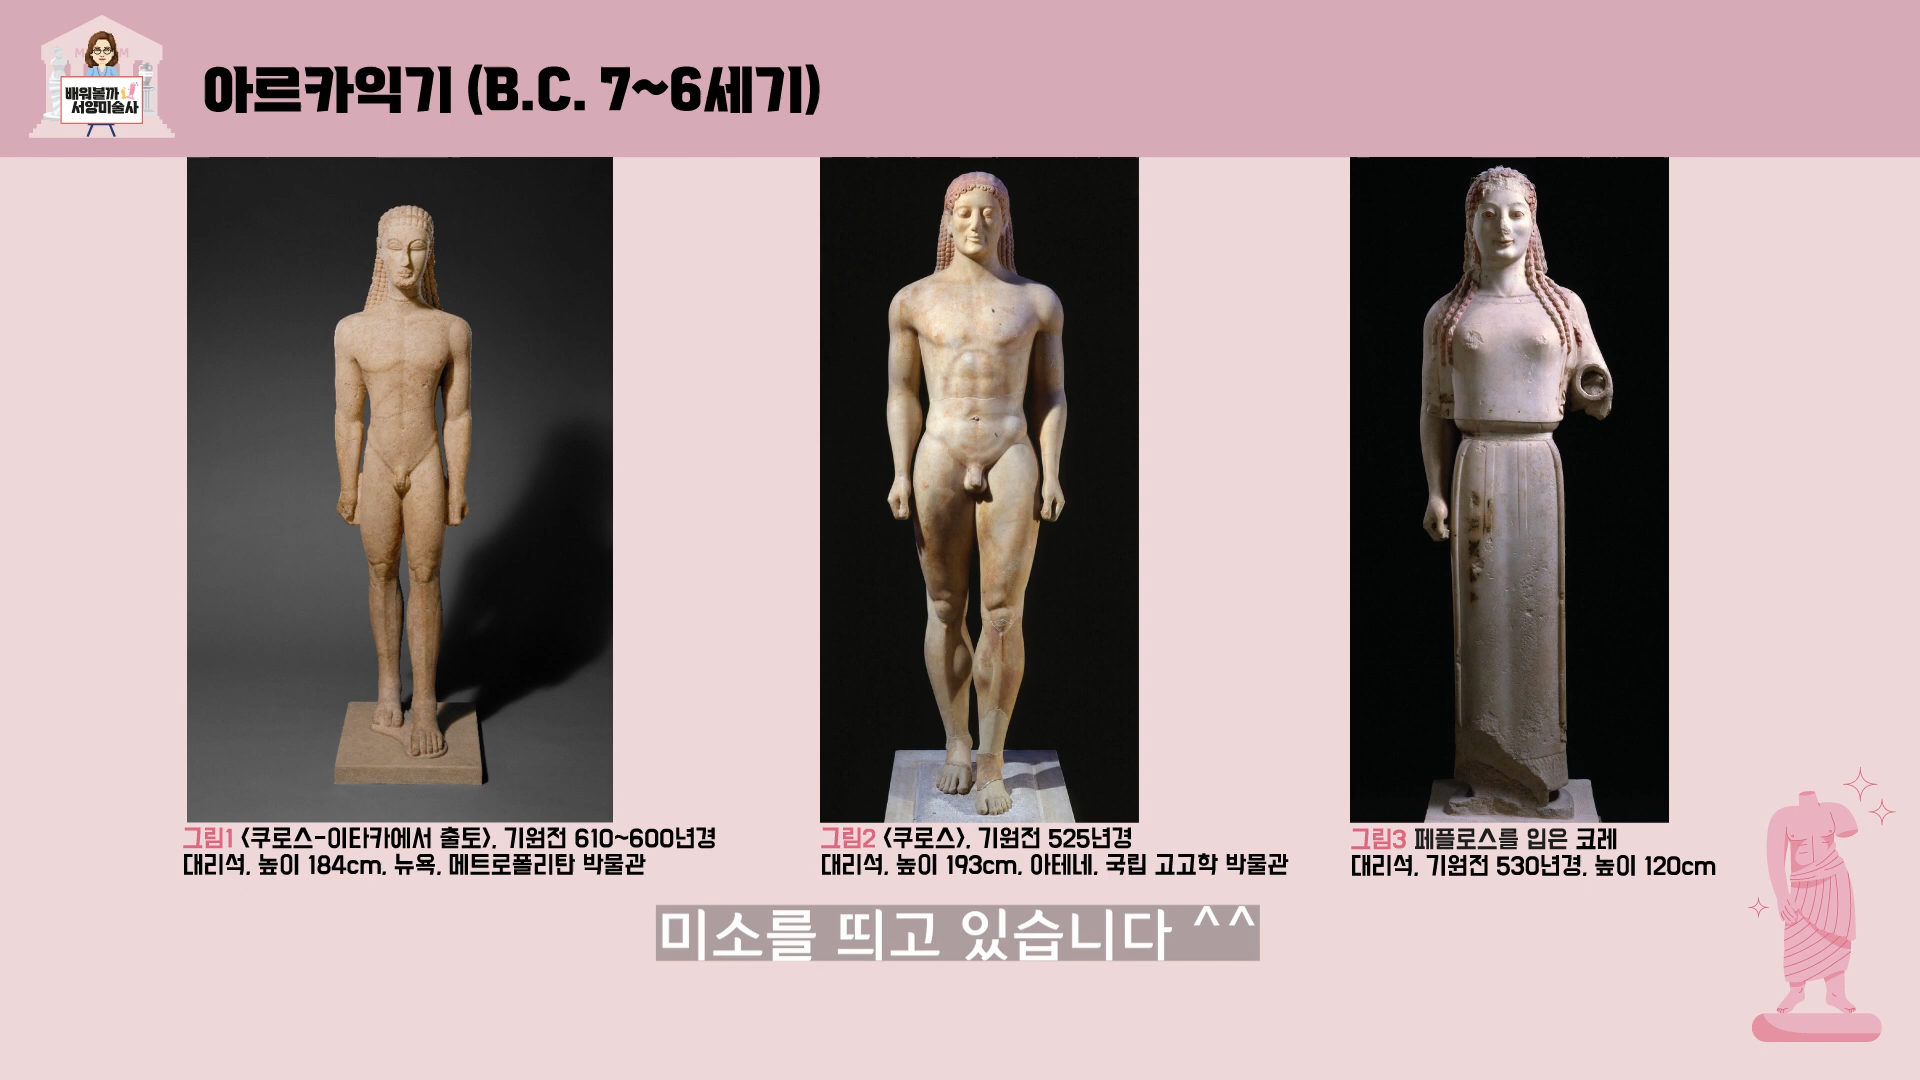 배워볼까
서양미술사
아르카익기 (B.C. 7~6세기)
그림1 <쿠로스-이타카에서 출토>, 기원전 610~600년경
대리석, 높이 184cm, 뉴욕, 메트로폴리탄 박물관
그림2 <쿠로스>, 기원전 525년경
대리석, 높이 193cm, 아테네, 국립 고고학 박물관
그림3 페플로스를 입은 코레
대리석, 기원전 530년경, 높이 120cm
미소를 띄고 있습니다 ^^